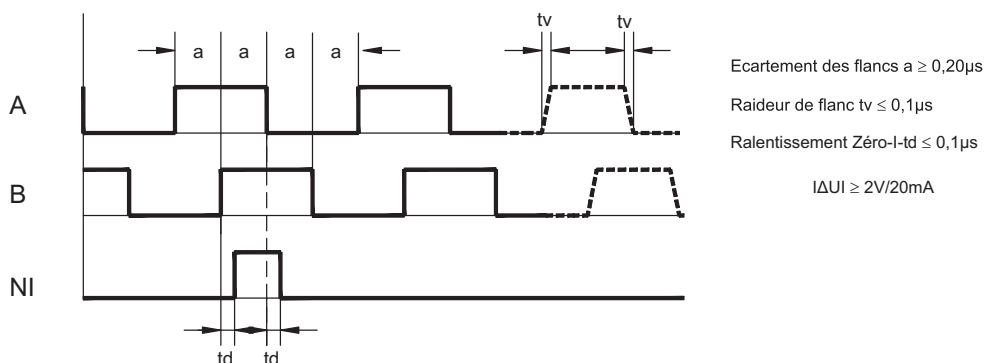 tv tv
a a a a
A
B
NI
td td
Ecartement des flancs a ≥ 0,20µs
Raideur de flanc tv ≤ 0,1µs
Ralentissement Zéro-I-td ≤ 0,1µs
IΔUI ≥ 2V/20mA